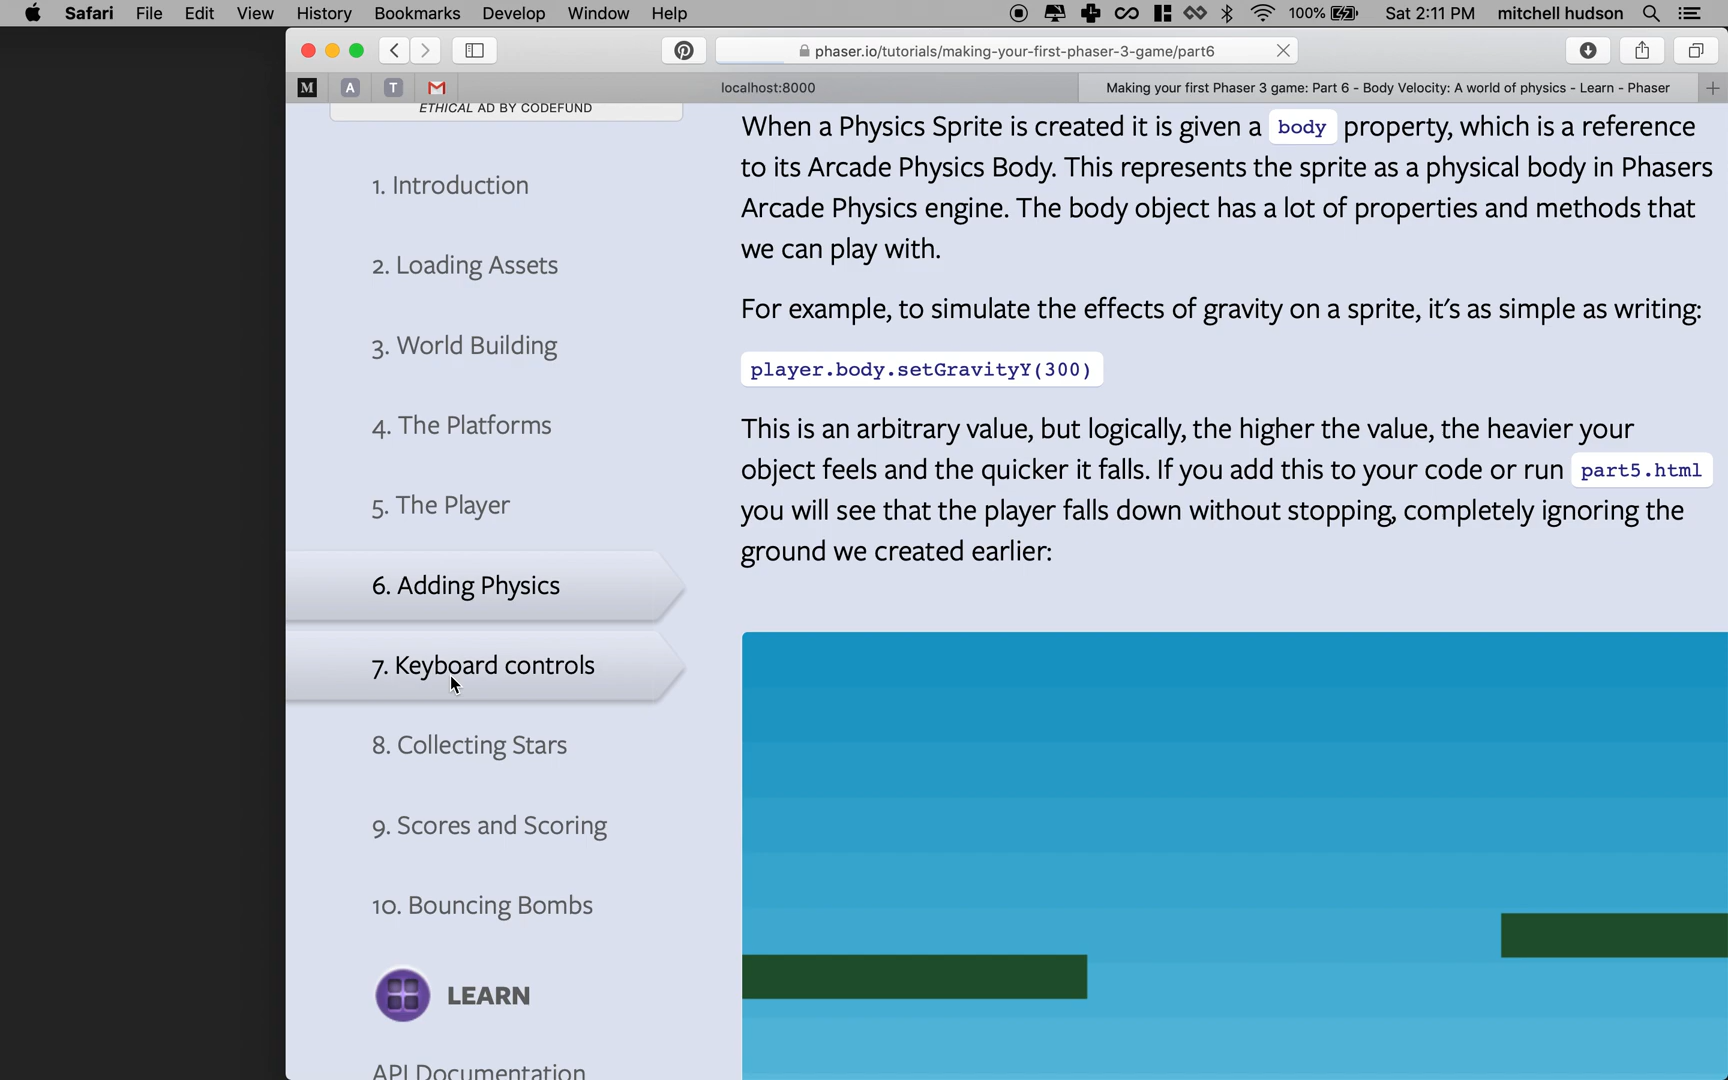 Safari File Edit View History Bookmarks Develop Window Help 100% Sat 2:11 PM mitchell hudson
phaser.io/tutorials/making-your-first-phaser-3-game/part6
M A T M localhost:8000 Making your first Phaser 3 game: Part 6 - Body Velocity: A world of physics - Learn - Phaser
ETHICAL AD BY CODEFUND
1. Introduction
2. Loading Assets
3. World Building
4. The Platforms
5. The Player
6. Adding Physics
7. Keyboard controls
8. Collecting Stars
9. Scores and Scoring
10. Bouncing Bombs
LEARN
API Documentation
When a Physics Sprite is created it is given a body property, which is a reference
to its Arcade Physics Body. This represents the sprite as a physical body in Phasers
Arcade Physics engine. The body object has a lot of properties and methods that
we can play with.
For example, to simulate the effects of gravity on a sprite, it's as simple as writing:
player.body.setGravityY(300)
This is an arbitrary value, but logically, the higher the value, the heavier your
object feels and the quicker it falls. If you add this to your code or run part5.html
you will see that the player falls down without stopping, completely ignoring the
ground we created earlier: